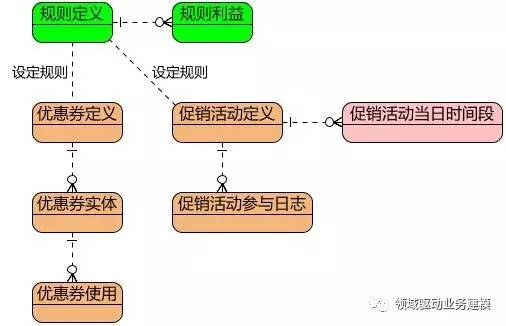 规则定义
规则利益
设定规则
设定规则
优惠券定义
促销活动定义
促销活动当日时间段
优惠券实体
促销活动参与日志
优惠券使用
领域驱动业务建模